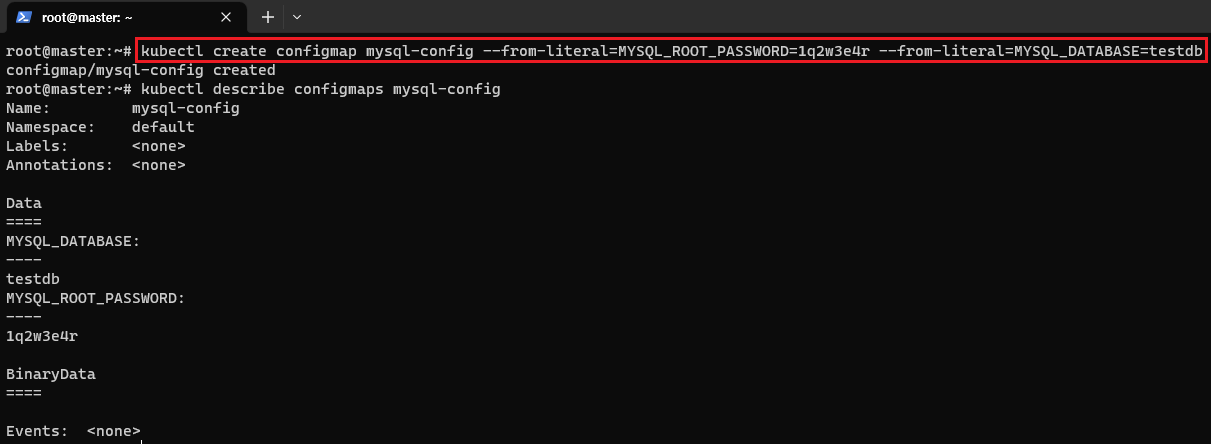 root@master: ~
root@master:~# kubectl create configmap mysql-config --from-literal=MYSQL_ROOT_PASSWORD=1q2w3e4r --from-literal=MYSQL_DATABASE=testdb
configmap/mysql-config created
root@master:~# kubectl describe configmaps mysql-config
Name:         mysql-config
Namespace:    default
Labels:       <none>
Annotations:  <none>

Data
====
MYSQL_DATABASE:
----
testdb
MYSQL_ROOT_PASSWORD:
----
1q2w3e4r

BinaryData
====

Events:  <none>